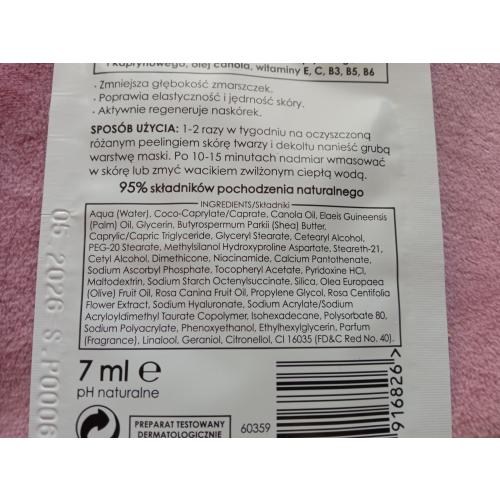 i kaprynowego, olej canola, witaminy E, C, B3, B5, B6
· Zmniejsza głębokość zmarszczek.
· Poprawia elastyczność i jędrność skóry.
· Aktywnie regeneruje naskórek.
SPOSÓB UŻYCIA: 1-2 razy w tygodniu na oczyszczoną
różanym peelingiem skórę twarzy i dekoltu nanieść grubą
warstwę maski. Po 10-15 minutach nadmiar wmasować
w skórę lub zmyć wacikiem zwilżonym ciepłą wodą.
95% składników pochodzenia naturalnego
INGREDIENTS/Składniki
Aqua (Water), Coco-Caprylate/Caprate, Canola Oil, Elaeis Guineensis
(Palm) Oil, Glycerin, Butyrospermum Parkii (Shea) Butter,
Caprylic/Capric Triglyceride, Glyceryl Stearate, Cetearyl Alcohol,
PEG-20 Stearate, Methylsilanol Hydroxyproline Aspartate, Steareth-21,
Cetyl Alcohol, Dimethicone, Niacinamide, Calcium Pantothenate,
Sodium Ascorbyl Phosphate, Tocopheryl Acetate, Pyridoxine HCl,
Maltodextrin, Sodium Starch Octenylsuccinate, Silica, Olea Europaea
(Olive) Fruit Oil, Rosa Canina Fruit Oil, Propylene Glycol, Rosa Centifolia
Flower Extract, Sodium Hyaluronate, Sodium Acrylate/Sodium
Acryloyldimethyl Taurate Copolymer, Isohexadecane, Polysorbate 80,
Sodium Polyacrylate, Phenoxyethanol, Ethylhexylglycerin, Parfum
(Fragrance), Linalool, Geraniol, Citronellol, CI 16035 (FD&C Red No. 40).
7 ml e
pH naturalne
PREPARAT TESTOWANY
DERMATOLOGICZNIE
60359
916826>
05 2026 S P0006